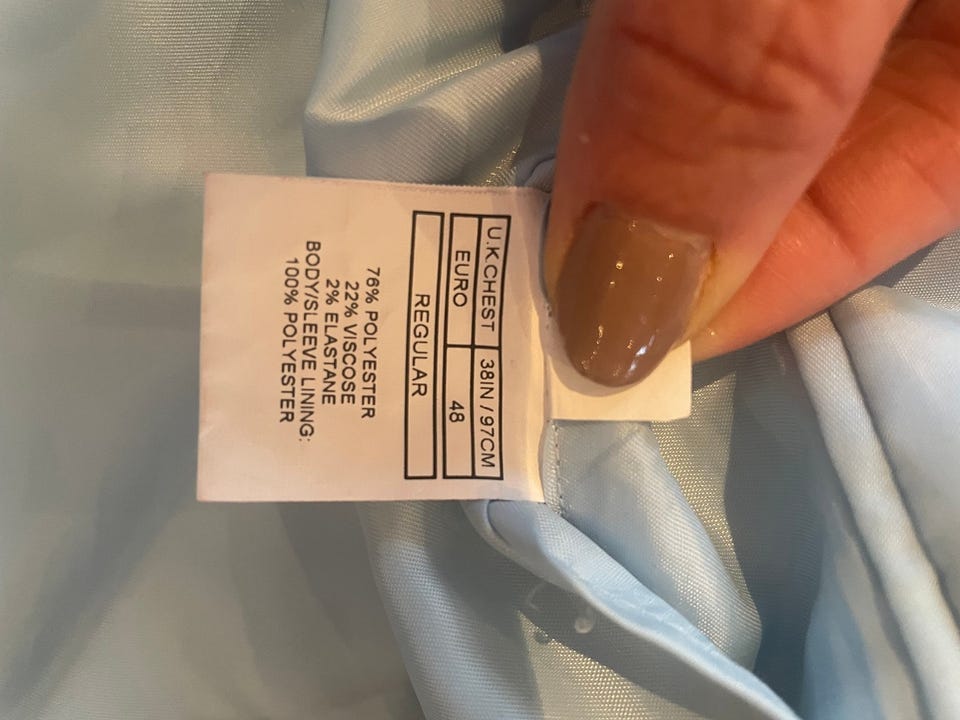 U.K.CHEST 38IN / 97CM
EURO 48
REGULAR
76% POLYESTER
22% VISCOSE
2% ELASTANE
BODY/SLEEVE LINING:
100% POLYESTER